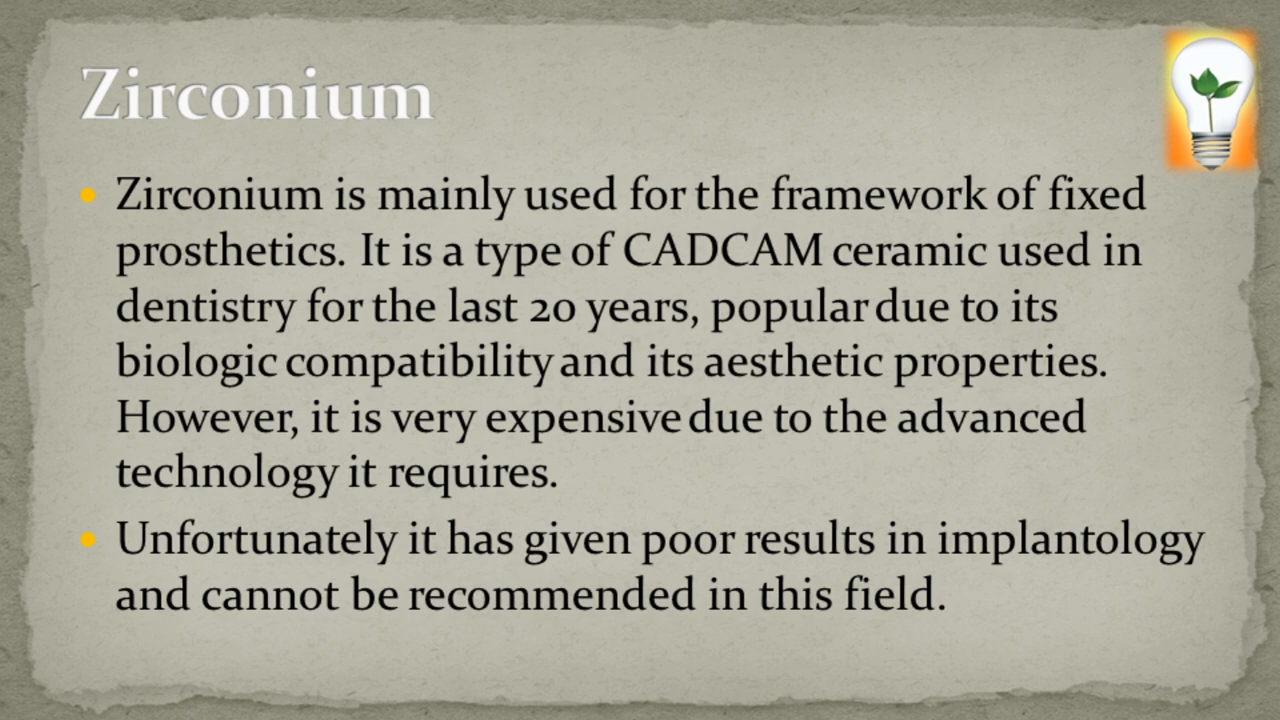 Zirconium
Zirconium is mainly used for the framework of fixed
prosthetics. It is a type of CADCAM ceramic used in
dentistry for the last 20 years, popular due to its
biologic compatibility and its aesthetic properties.
However, it is very expensive due to the advanced
technology it requires.
Unfortunately it has given poor results in implantology
and cannot be recommended in this field.